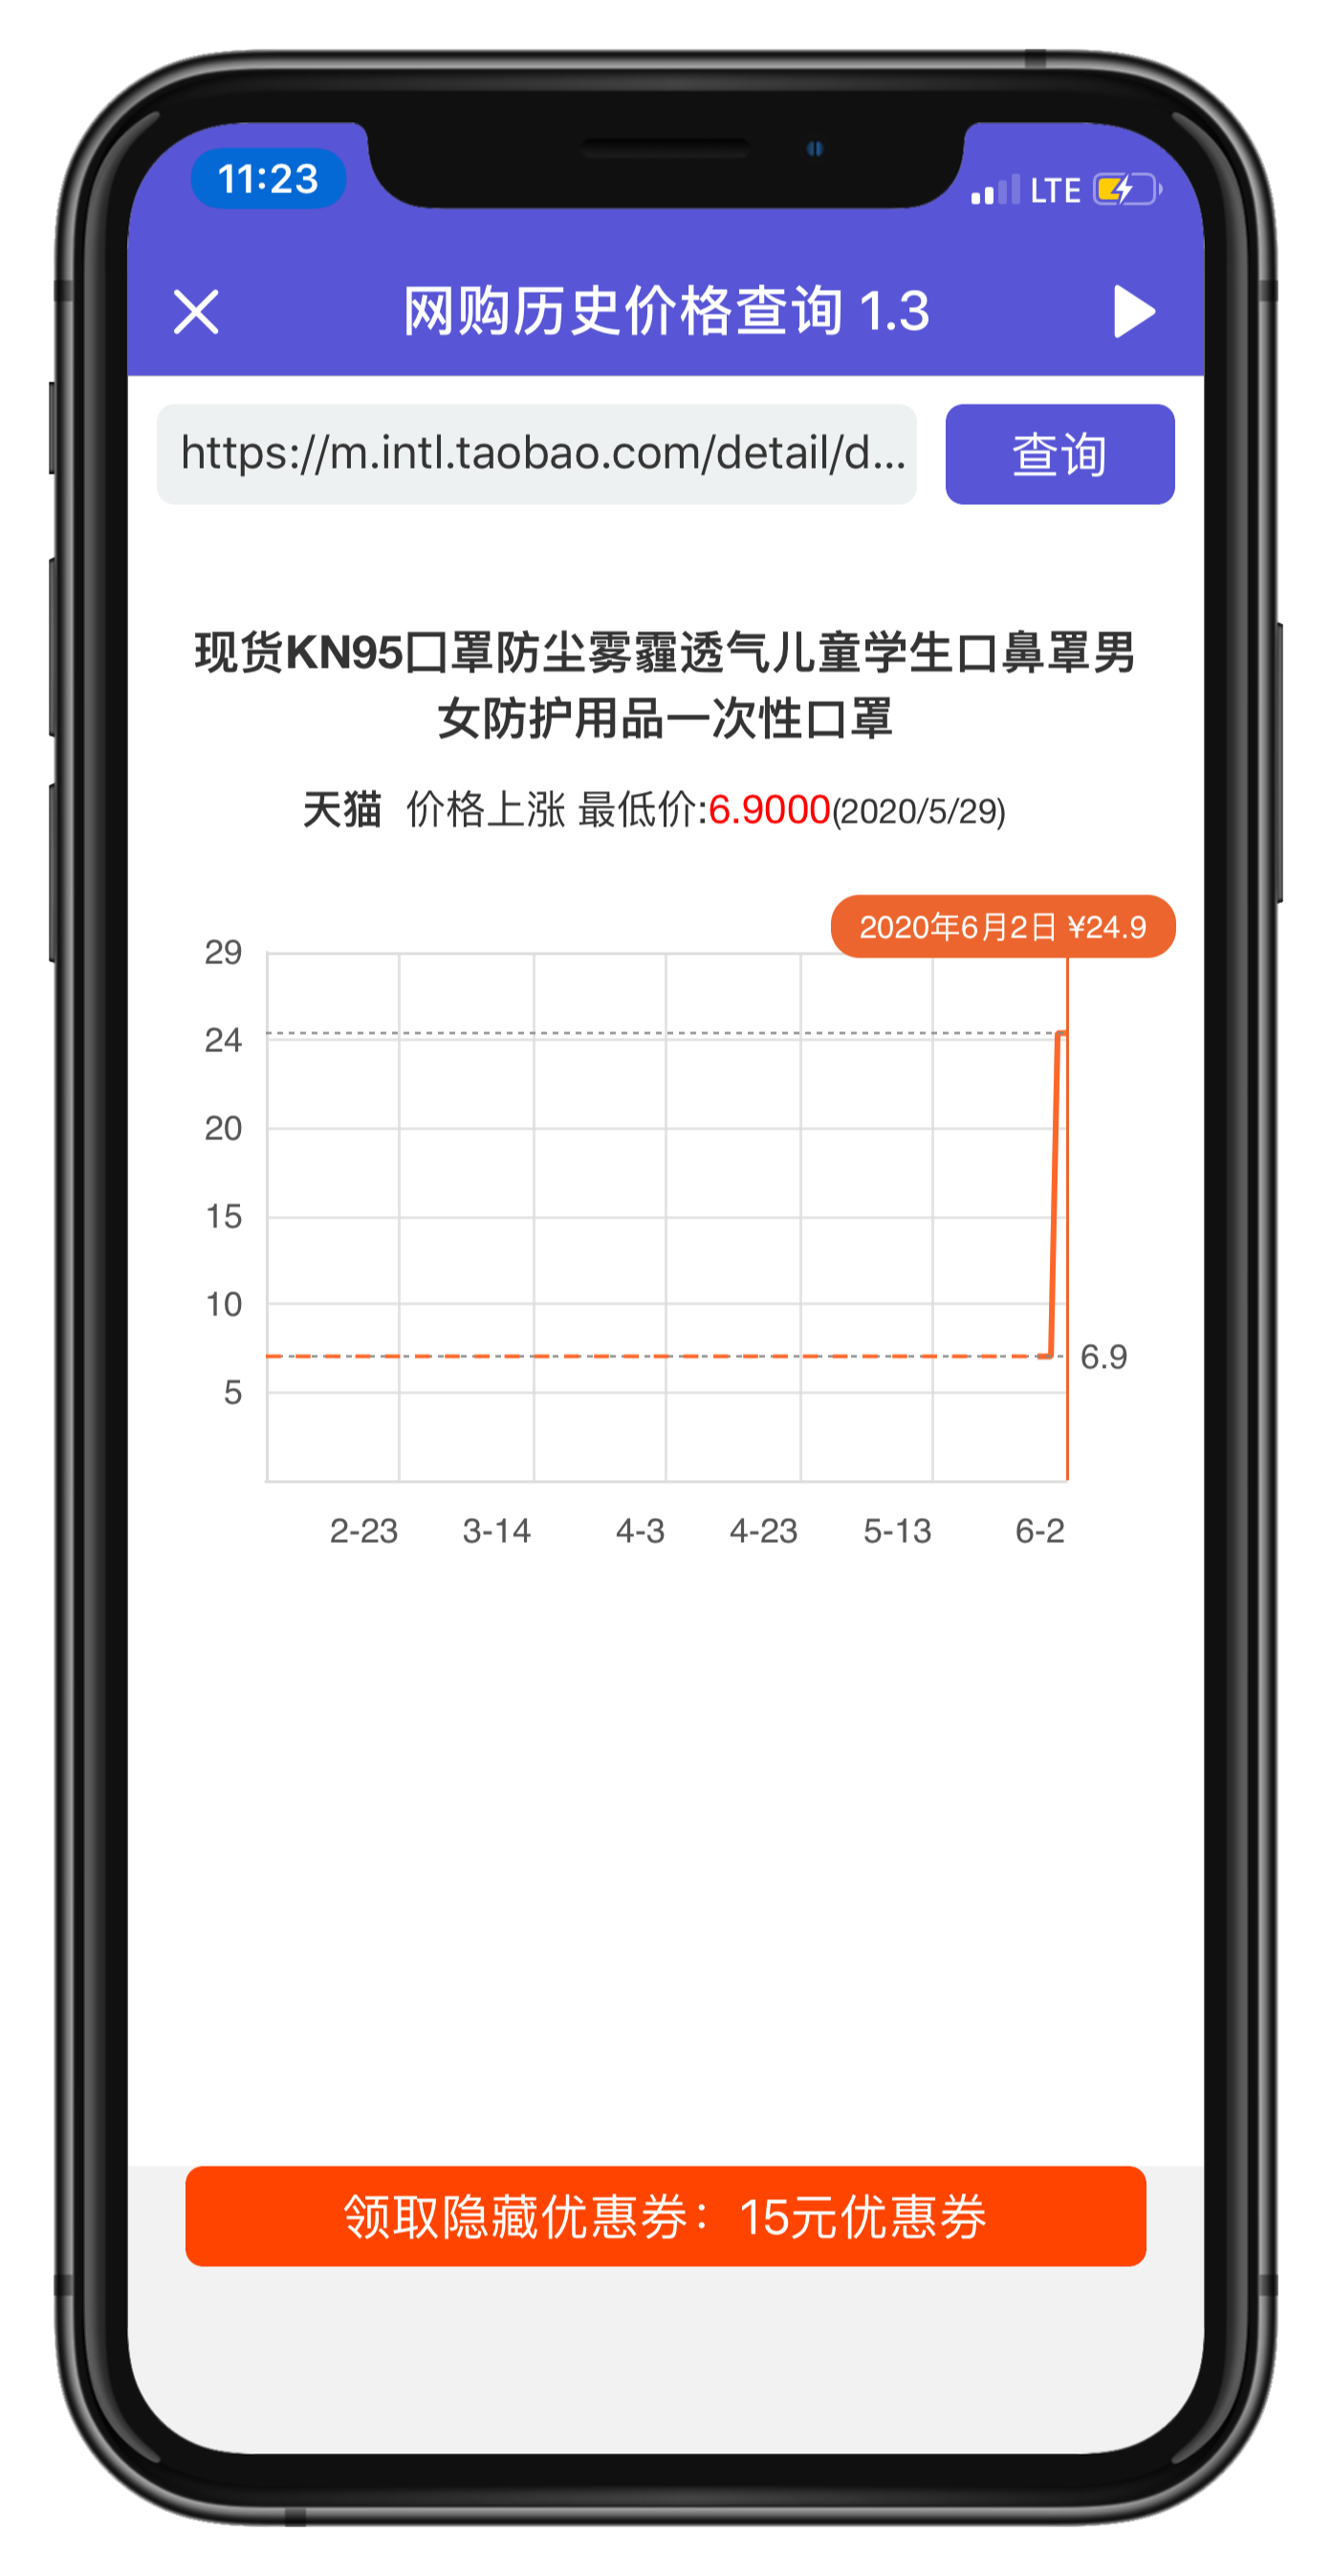 11:23
LTE
网购历史价格查询 1.3
https://m.intl.taobao.com/detail/d...
查询
现货KN95口罩防尘雾霾透气儿童学生口鼻罩男
女防护用品一次性口罩
天猫 价格上涨 最低价:6.9000(2020/5/29)
2020年6月2日 ¥24.9
29
24
20
15
10
6.9
5
2-23 3-14 4-3 4-23 5-13 6-2
领取隐藏优惠券：15元优惠券